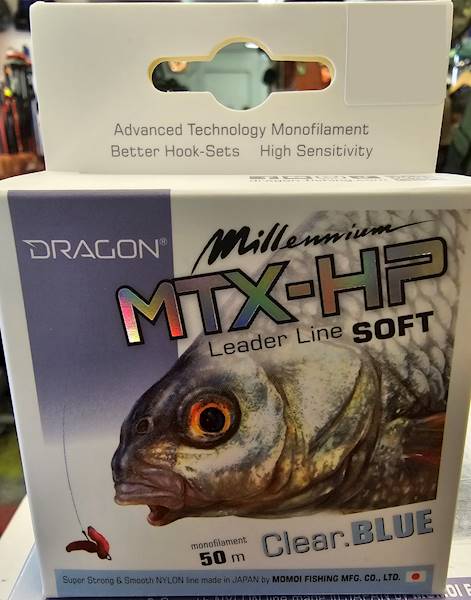 Advanced Technology Monofilament
Better Hook-Sets High Sensitivity
DRAGON®
Millennium
MTX-HP
Leader Line SOFT
monofilament
50 m
Clear.BLUE
Super Strong & Smooth NYLON line made in JAPAN by MOMOI FISHING MFG. CO., LTD.